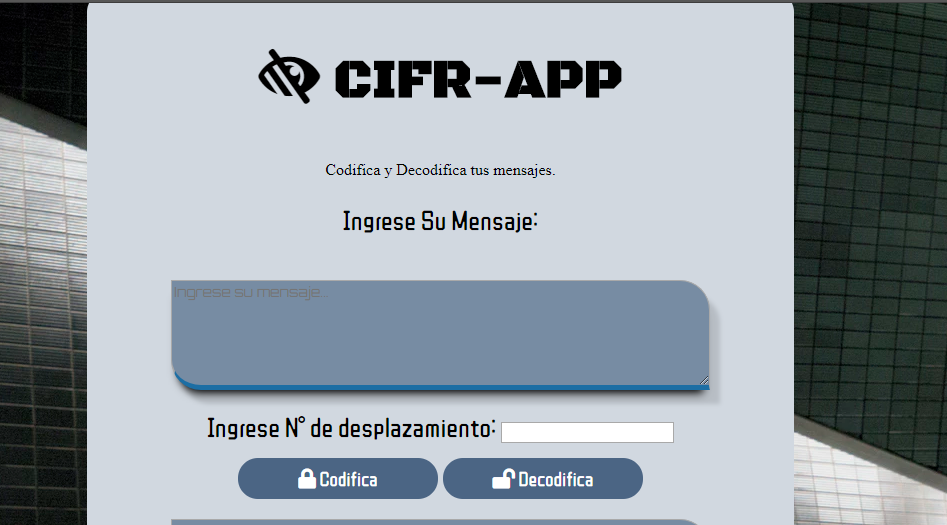 CIFR-APP
Codifica y Decodifica tus mensajes.
Ingrese Su Mensaje:
Ingrese su mensaje...
Ingrese N° de desplazamiento:
Codifica Decodifica